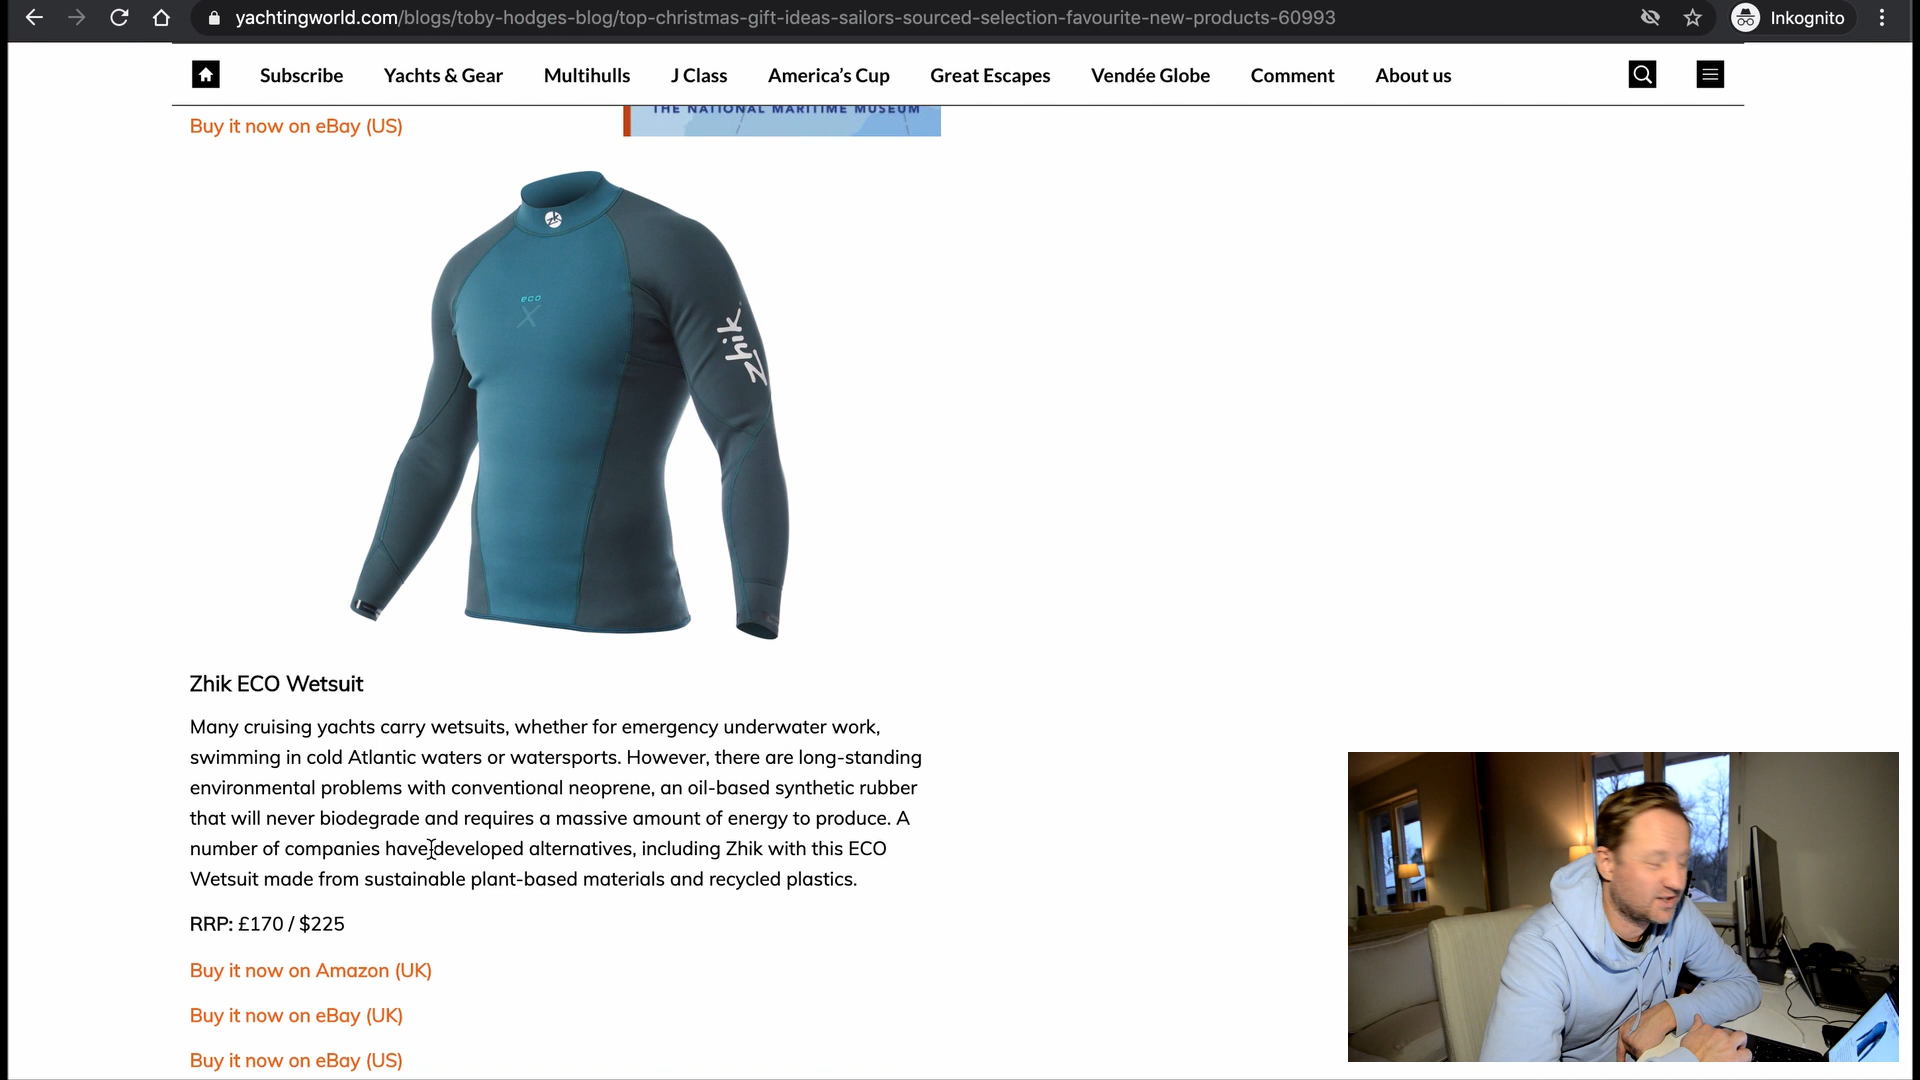 yachtingworld.com/blogs/toby-hodges-blog/top-christmas-gift-ideas-sailors-sourced-selection-favourite-new-products-60993
Inkognito
Subscribe Yachts & Gear Multihulls J Class America's Cup Great Escapes Vendée Globe Comment About us
THE NATIONAL MARITIME MUSEUM
Buy it now on eBay (US)
zk
eco
X
Zhik
Zhik ECO Wetsuit
Many cruising yachts carry wetsuits, whether for emergency underwater work,
swimming in cold Atlantic waters or watersports. However, there are long-standing
environmental problems with conventional neoprene, an oil-based synthetic rubber
that will never biodegrade and requires a massive amount of energy to produce. A
number of companies have developed alternatives, including Zhik with this ECO
Wetsuit made from sustainable plant-based materials and recycled plastics.
RRP: £170 / $225
Buy it now on Amazon (UK)
Buy it now on eBay (UK)
Buy it now on eBay (US)